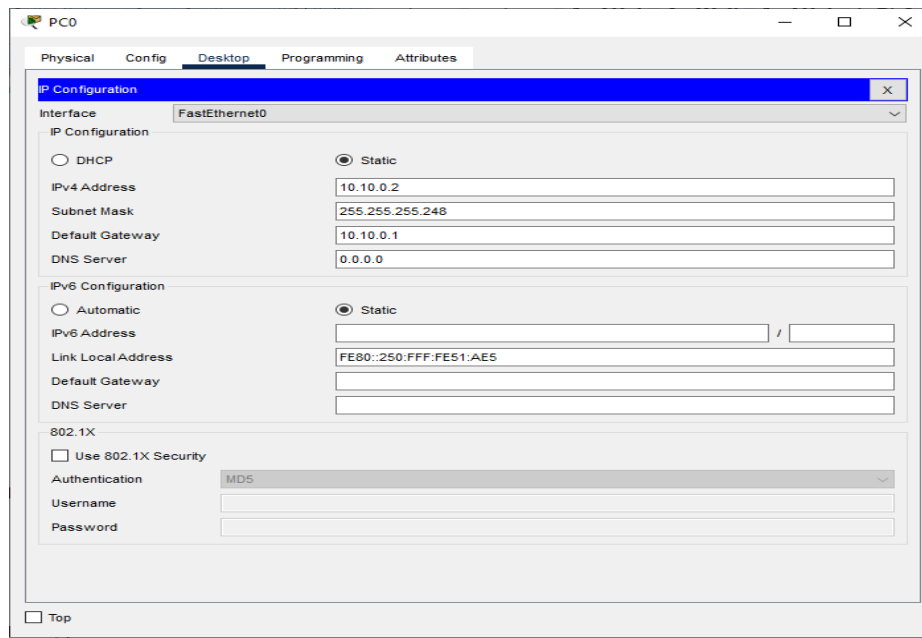 PC0
Physical Config Desktop Programming Attributes
IP Configuration X
Interface FastEthernet0
IP Configuration
DHCP Static
IPv4 Address 10.10.0.2
Subnet Mask 255.255.255.248
Default Gateway 10.10.0.1
DNS Server 0.0.0.0
IPv6 Configuration
Automatic Static
IPv6 Address /
Link Local Address FE80::250:FFF:FE51:AE5
Default Gateway
DNS Server
802.1X
Use 802.1X Security
Authentication MD5
Username
Password
Top